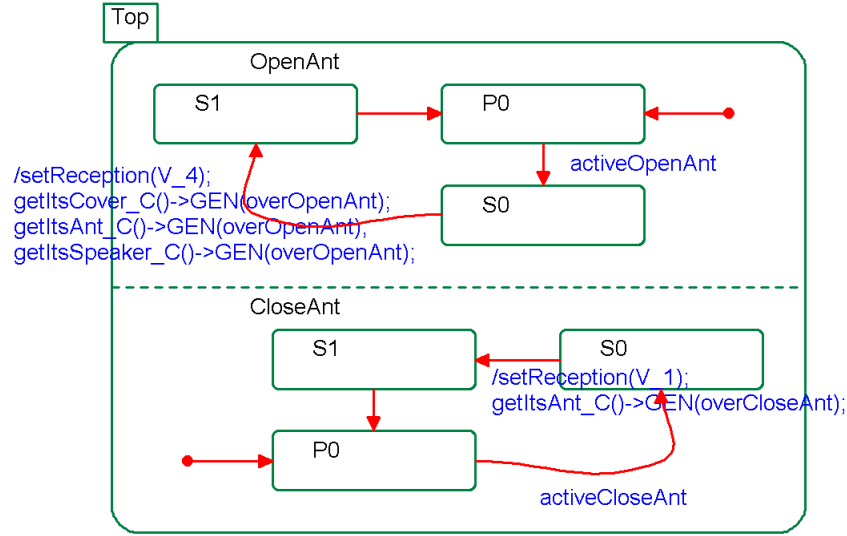 Top
OpenAnt
S1
P0
activeOpenAnt
/setReception(V_4);
getItsCover_C()->GEN(overOpenAnt);
getItsAnt_C()->GEN(overOpenAnt);
getItsSpeaker_C()->GEN(overOpenAnt);
S0
CloseAnt
S1
S0
/setReception(V_1);
getItsAnt_C()->GEN(overCloseAnt);
P0
activeCloseAnt